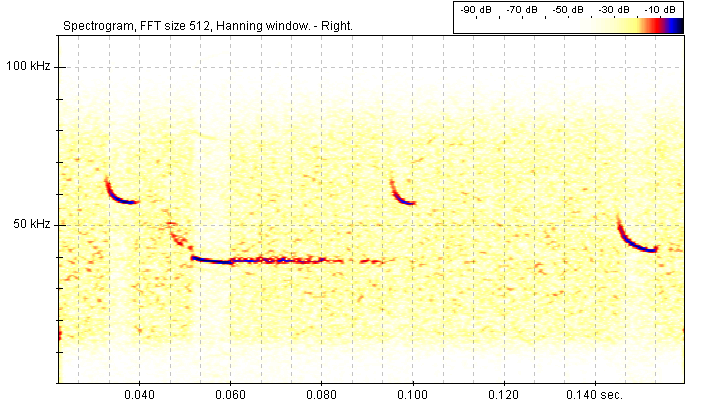 -90 dB -70 dB -50 dB -30 dB -10 dB
Spectrogram, FFT size 512, Hanning window. - Right.
100 kHz
50 kHz
0.040 0.060 0.080 0.100 0.120 0.140 sec.